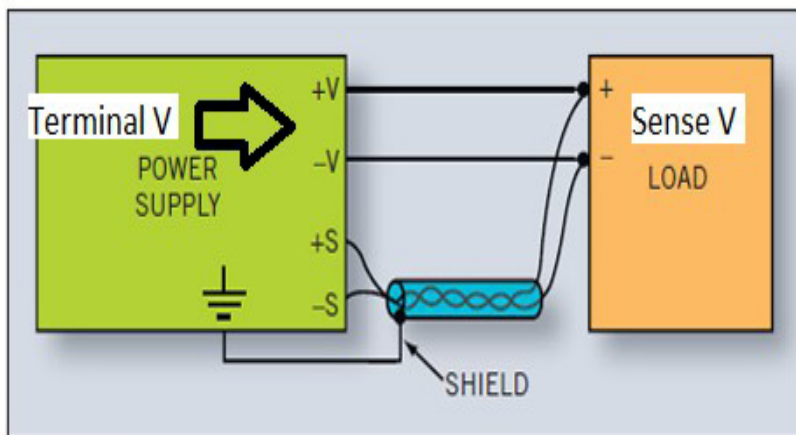 Terminal V
+V
-V
POWER
SUPPLY
+S
-S
SHIELD
+
-
Sense V
LOAD